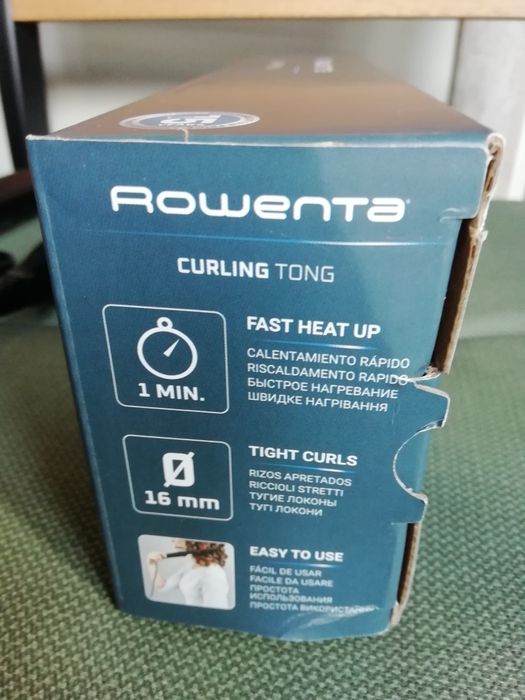 ROWENTA
CURLING TONG
FAST HEAT UP
CALENTAMIENTO RÁPIDO
RISCALDAMENTO RAPIDO
БЫСТРОЕ НАГРЕВАНИЕ
ШВИДКЕ НАГРІВАННЯ
1 MIN.
TIGHT CURLS
RIZOS APRETADOS
RICCIOLI STRETTI
ТУГИЕ ЛОКОНЫ
ТУГІ ЛОКОНИ
Ø
16 mm
EASY TO USE
FÁCIL DE USAR
FACILE DA USARE
ПРОСТОТА
ИСПОЛЬЗОВАНИЯ
ПРОСТОТА ВИКОРИСТАННЯ